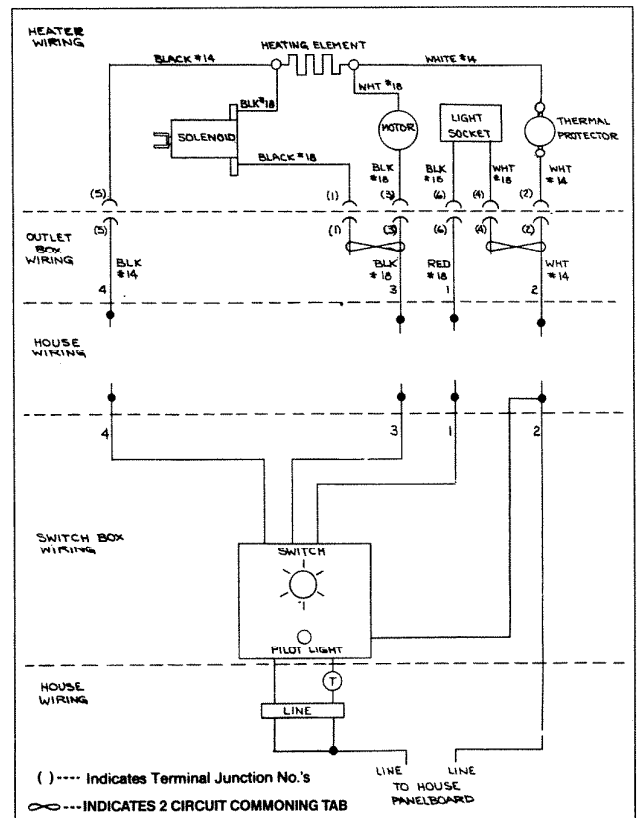 HEATER
WIRING
HEATING ELEMENT
BLACK #14
WHITE #14
BLK #18
WHT #18
SOLENOID
MOTOR
LIGHT
SOCKET
THERMAL
PROTECTOR
BLACK #18
BLK
#18
BLK
#18
WHT
#18
WHT
#14
(5) (1) (3) (6) (4) (2)
(5) (1) (3) (6) (4) (2)
OUTLET
BOX
WIRING
BLK
#14
BLK
#18
RED
#18
WHT
#14
4 3 1 2
HOUSE
WIRING
4 3 1 2
SWITCH BOX
WIRING
SWITCH
PILOT LIGHT
HOUSE
WIRING
T
LINE
LINE LINE
TO HOUSE
PANELBOARD
( )---- Indicates Terminal Junction No.'s
---INDICATES 2 CIRCUIT COMMONING TAB